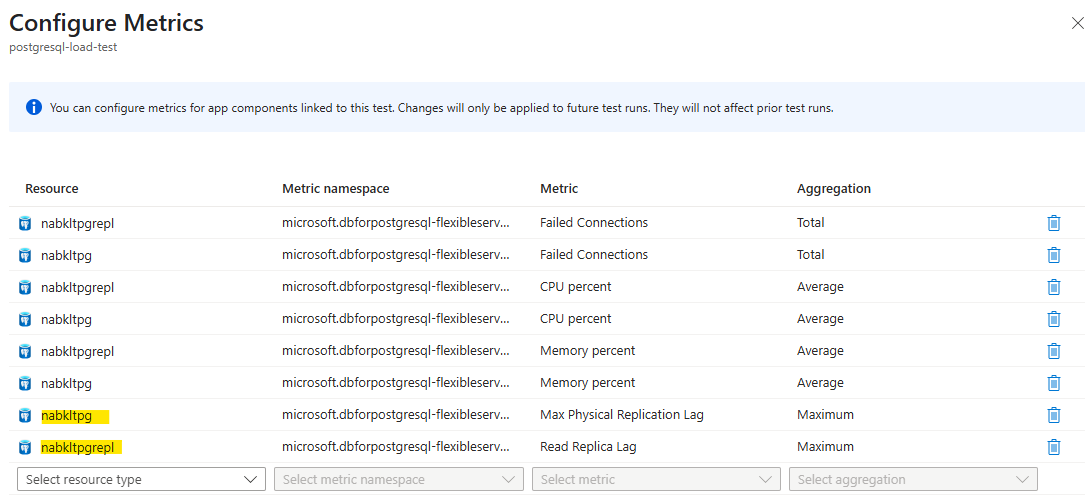 Configure Metrics
postgresql-load-test
You can configure metrics for app components linked to this test. Changes will only be applied to future test runs. They will not affect prior test runs.
Resource Metric namespace Metric Aggregation
nabkltpgrepl microsoft.dbforpostgresql-flexibleserv... Failed Connections Total
nabkltpg microsoft.dbforpostgresql-flexibleserv... Failed Connections Total
nabkltpgrepl microsoft.dbforpostgresql-flexibleserv... CPU percent Average
nabkltpg microsoft.dbforpostgresql-flexibleserv... CPU percent Average
nabkltpgrepl microsoft.dbforpostgresql-flexibleserv... Memory percent Average
nabkltpg microsoft.dbforpostgresql-flexibleserv... Memory percent Average
nabkltpg microsoft.dbforpostgresql-flexibleserv... Max Physical Replication Lag Maximum
nabkltpgrepl microsoft.dbforpostgresql-flexibleserv... Read Replica Lag Maximum
Select resource type Select metric namespace Select metric Select aggregation